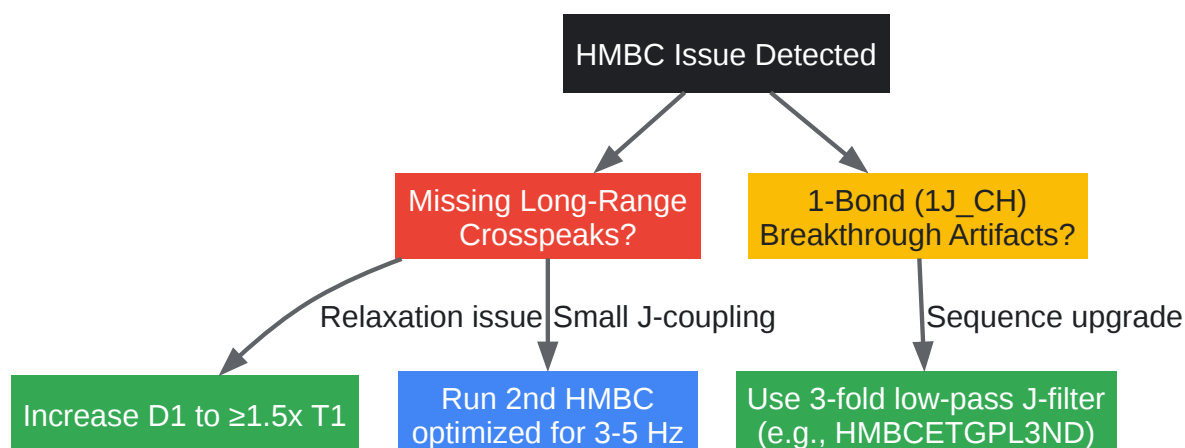 HMBC Issue Detected
Missing Long-Range
Crosspeaks?
1-Bond (1J_CH)
Breakthrough Artifacts?
Relaxation issue
Small J-coupling
Sequence upgrade
Increase D1 to ≥1.5x T1
Run 2nd HMBC
optimized for 3-5 Hz
Use 3-fold low-pass J-filter
(e.g., HMBCETGPL3ND)